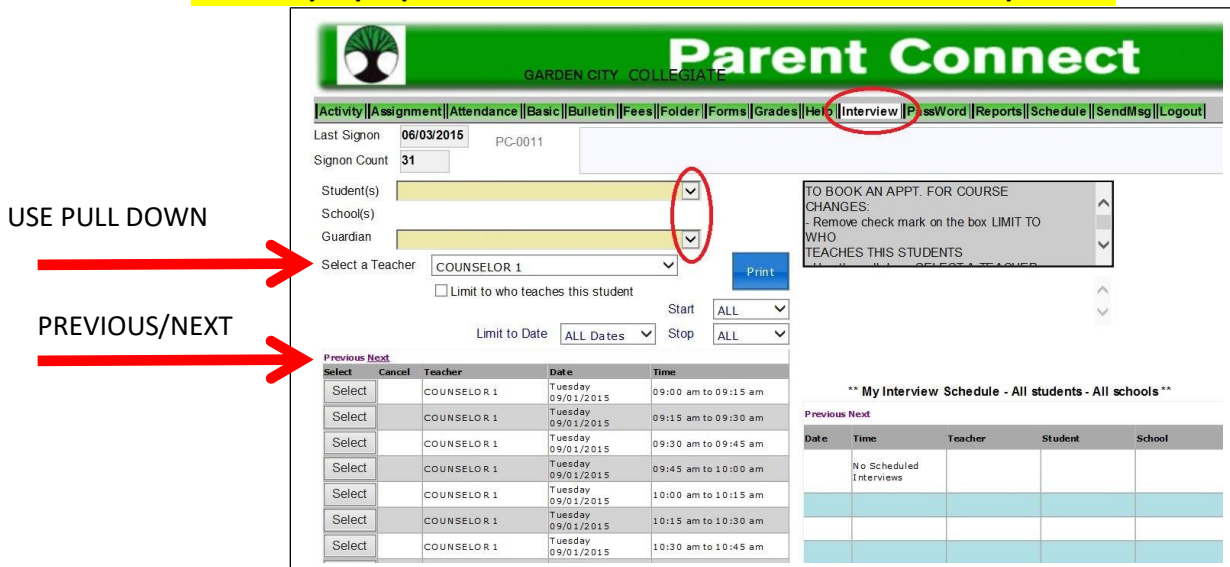 Parent Connect
GARDEN CITY COLLEGIATE
Activity Assignment Attendance Basic Bulletin Fees Folder Forms Grades Help Interview PassWord Reports Schedule SendMsg Logout
Last Signon 06/03/2015 PC-0011
Signon Count 31
Student(s)
School(s)
Guardian
TO BOOK AN APPT. FOR COURSE
CHANGES:
- Remove check mark on the box LIMIT TO
WHO
TEACHES THIS STUDENTS
USE PULL DOWN
Select a Teacher COUNSELOR 1
Print
Limit to who teaches this student
Start ALL
Limit to Date ALL Dates Stop ALL
PREVIOUS/NEXT
Previous Next
Select Cancel Teacher Date Time
Select COUNSELOR 1 Tuesday 09/01/2015 09:00 am to 09:15 am
Select COUNSELOR 1 Tuesday 09/01/2015 09:15 am to 09:30 am
Select COUNSELOR 1 Tuesday 09/01/2015 09:30 am to 09:45 am
Select COUNSELOR 1 Tuesday 09/01/2015 09:45 am to 10:00 am
Select COUNSELOR 1 Tuesday 09/01/2015 10:00 am to 10:15 am
Select COUNSELOR 1 Tuesday 09/01/2015 10:15 am to 10:30 am
Select COUNSELOR 1 Tuesday 09/01/2015 10:30 am to 10:45 am
** My Interview Schedule - All students - All schools **
Previous Next
Date Time Teacher Student School
No Scheduled
Interviews